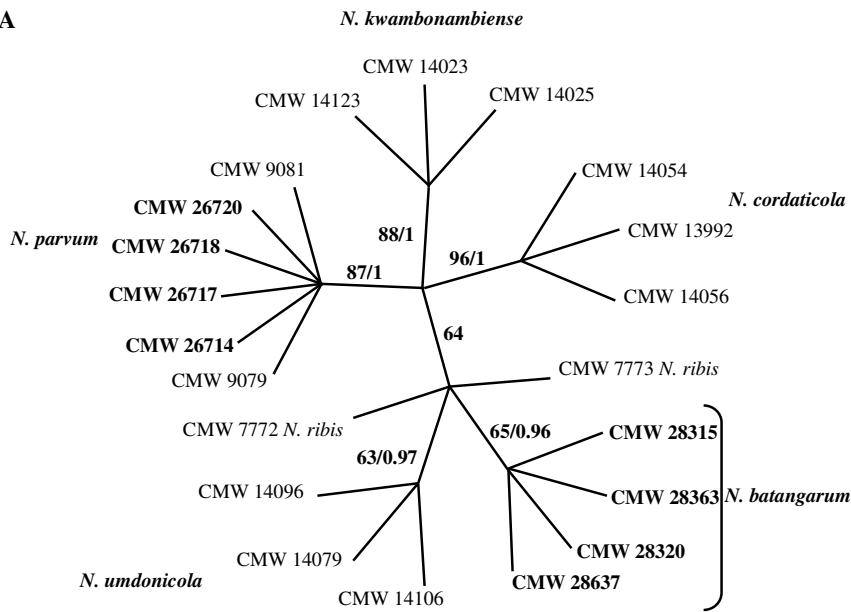 A
N. kwambonambiense
CMW 14023
CMW 14123
CMW 14025
CMW 9081
CMW 14054
CMW 26720
N. cordaticola
N. parvum
CMW 26718
88/1
CMW 13992
96/1
87/1
CMW 26717
CMW 14056
64
CMW 26714
CMW 7773 N. ribis
CMW 9079
CMW 7772 N. ribis
65/0.96
CMW 28315
63/0.97
CMW 14096
CMW 28363
N. batangarum
CMW 28320
CMW 14079
N. umdonicola
CMW 28637
CMW 14106